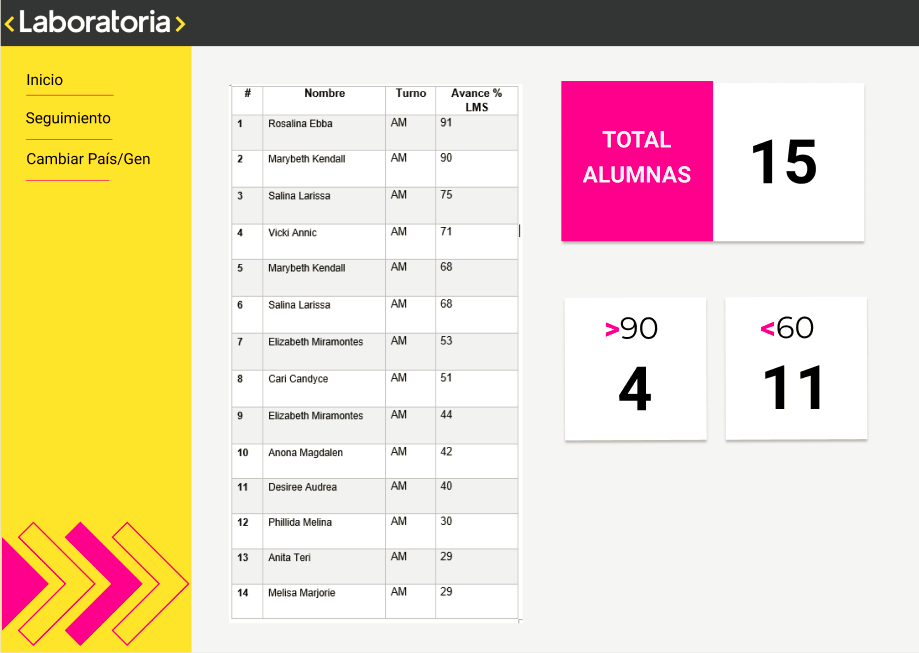 <Laboratoria>
Inicio
Seguimiento
Cambiar País/Gen
# Nombre Turno Avance % LMS
1 Rosalina Ebba AM 91
2 Marybeth Kendall AM 90
3 Salina Larissa AM 75
4 Vicki Annic AM 71
5 Marybeth Kendall AM 68
6 Salina Larissa AM 68
7 Elizabeth Miramontes AM 53
8 Cari Candyce AM 51
9 Elizabeth Miramontes AM 44
10 Anona Magdalen AM 42
11 Desiree Audrea AM 40
12 Phillida Melina AM 30
13 Anita Teri AM 29
14 Melisa Marjorie AM 29
TOTAL
ALUMNAS
15
>90
4
<60
11